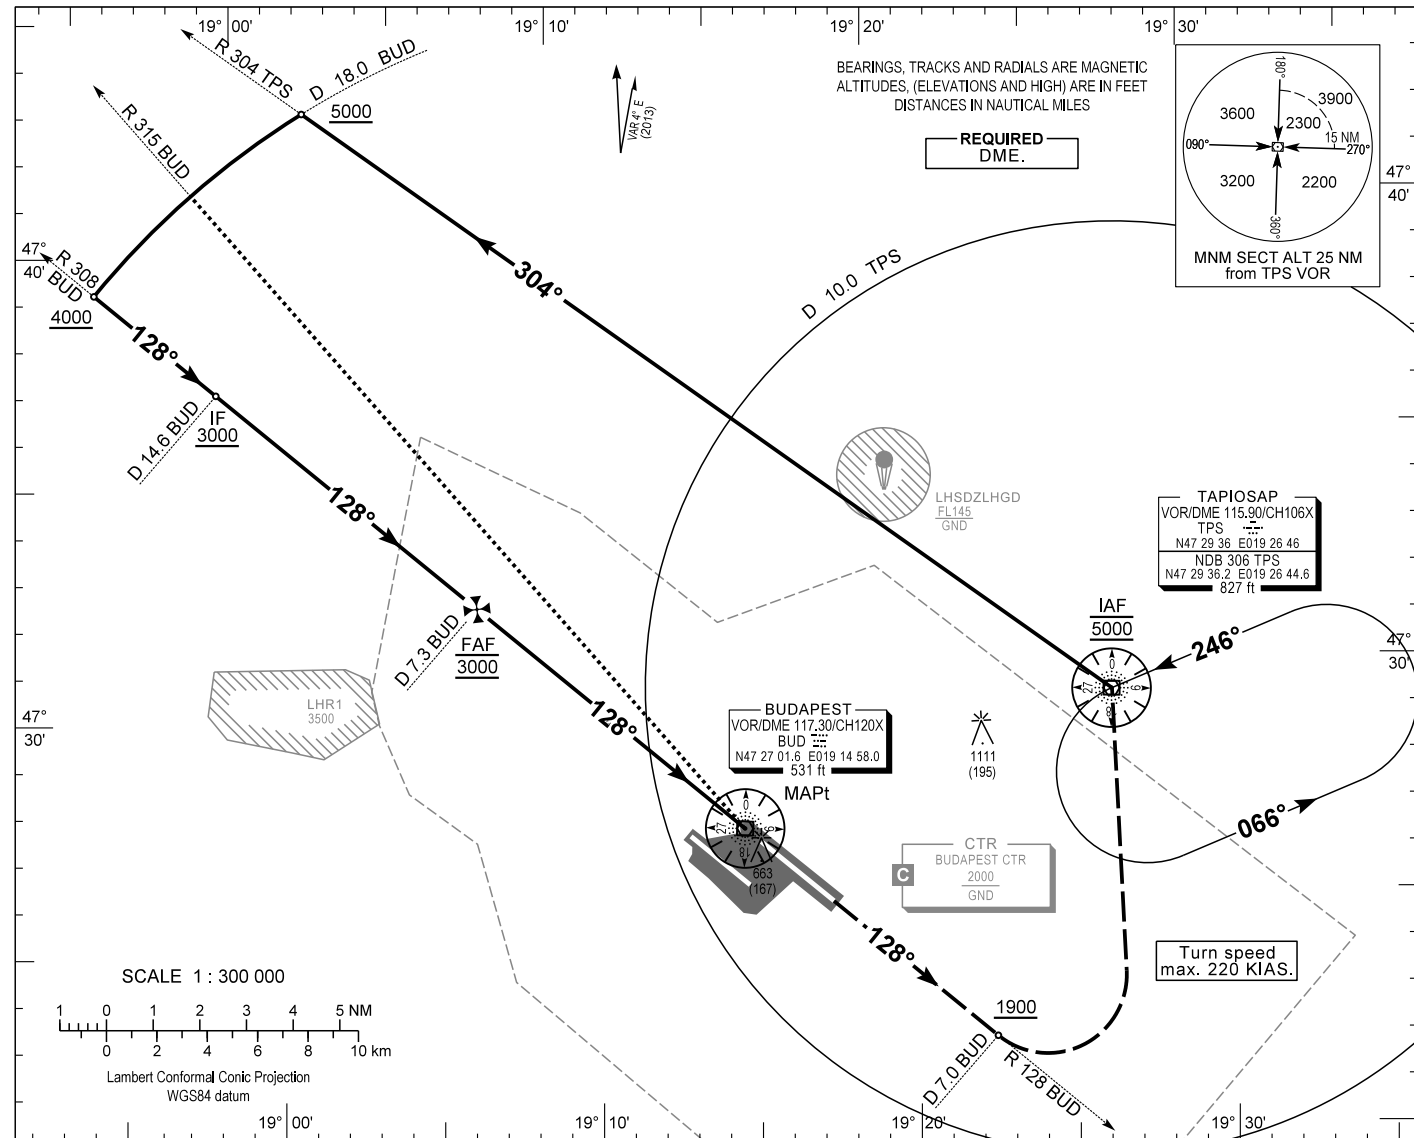 19° 00'
19° 10'
19° 20'
19° 30'
R 304 TPS
D 18.0 BUD
5000
R 315 BUD
VAR 4° E
(2013)
BEARINGS, TRACKS AND RADIALS ARE MAGNETIC
ALTITUDES, (ELEVATIONS AND HIGH) ARE IN FEET
DISTANCES IN NAUTICAL MILES
REQUIRED
DME.
180°
3600
3900
2300
15 NM
090°
270°
3200
2200
360°
MNM SECT ALT 25 NM
from TPS VOR
47°
40'
47°
40'
R 308
BUD
4000
128°
304°
D 10.0 TPS
IF
3000
D 14.6 BUD
128°
LHSDZLHGD
FL145
GND
TAPIOSAP
VOR/DME 115.90/CH106X
TPS
N47 29 36 E019 26 46
NDB 306 TPS
N47 29 36.2 E019 26 44.6
827 ft
IAF
5000
246°
47°
30'
D 7.3 BUD
FAF
3000
0
9
18
27
LHR1
3500
128°
BUDAPEST
VOR/DME 117.30/CH120X
BUD
N47 27 01.6 E019 14 58.0
531 ft
MAPt
1111
(195)
47°
30'
0
9
18
27
066°
663
(167)
CTR
BUDAPEST CTR
C
2000
GND
128°
Turn speed
max. 220 KIAS.
SCALE 1 : 300 000
1 0 1 2 3 4 5 NM
0 2 4 6 8 10 km
Lambert Conformal Conic Projection
WGS84 datum
1900
D 7.0 BUD
R 128 BUD
19° 00'
19° 10'
19° 20'
19° 30'